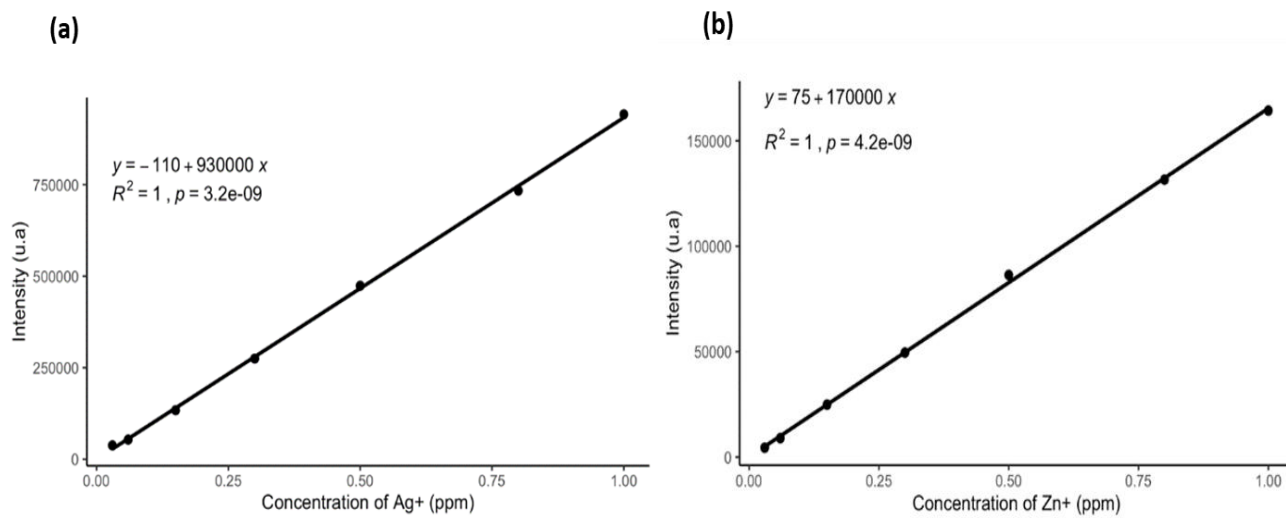 (a)
y = − 110 + 930000 x
R² = 1 , p = 3.2e-09
750000
500000
250000
0
0.00 0.25 0.50 0.75 1.00
Intensity (u.a)
Concentration of Ag+ (ppm)
(b)
y = 75 + 170000 x
R² = 1 , p = 4.2e-09
150000
100000
50000
0
0.00 0.25 0.50 0.75 1.00
Intensity (u.a)
Concentration of Zn+ (ppm)